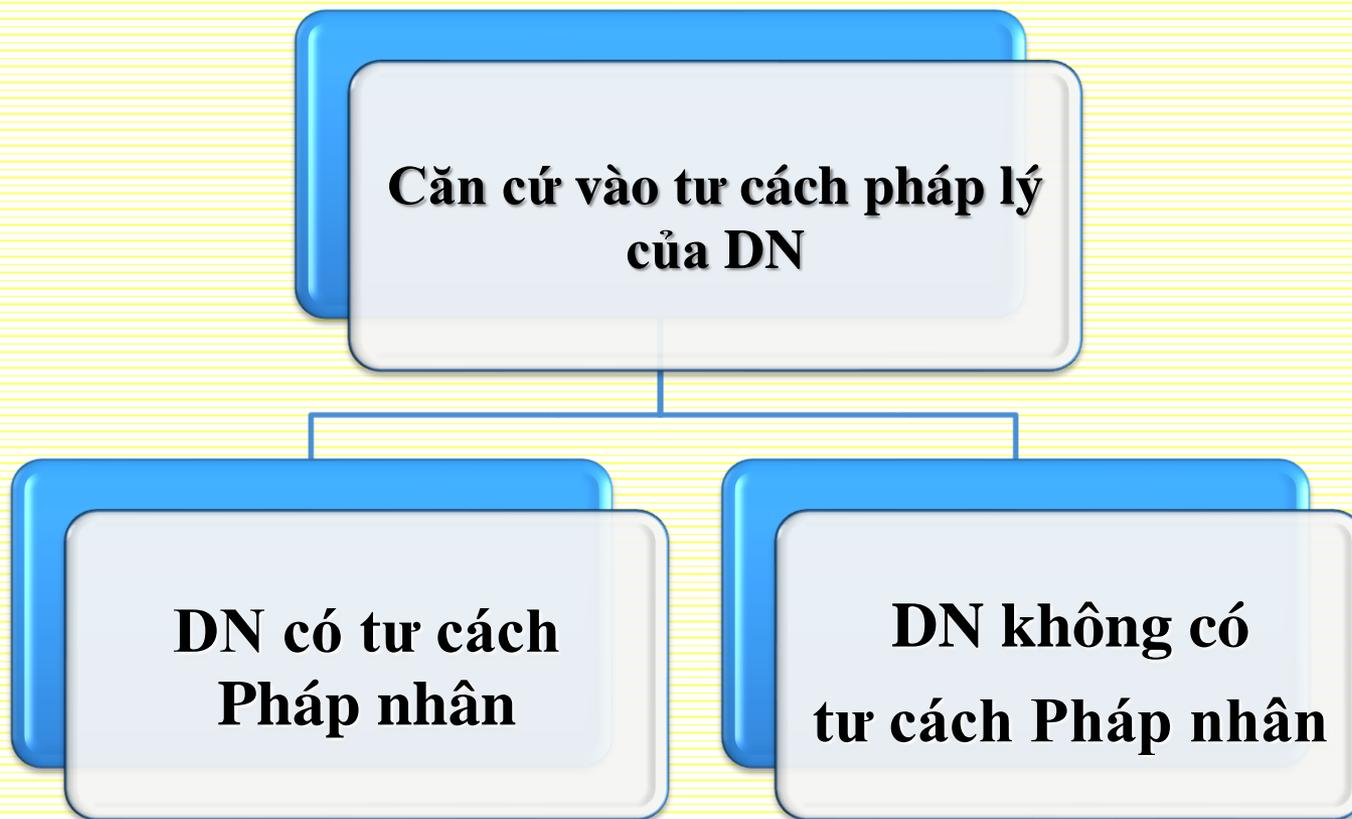 Căn cứ vào tư cách pháp lý
của DN
DN có tư cách
Pháp nhân
DN không có
tư cách Pháp nhân